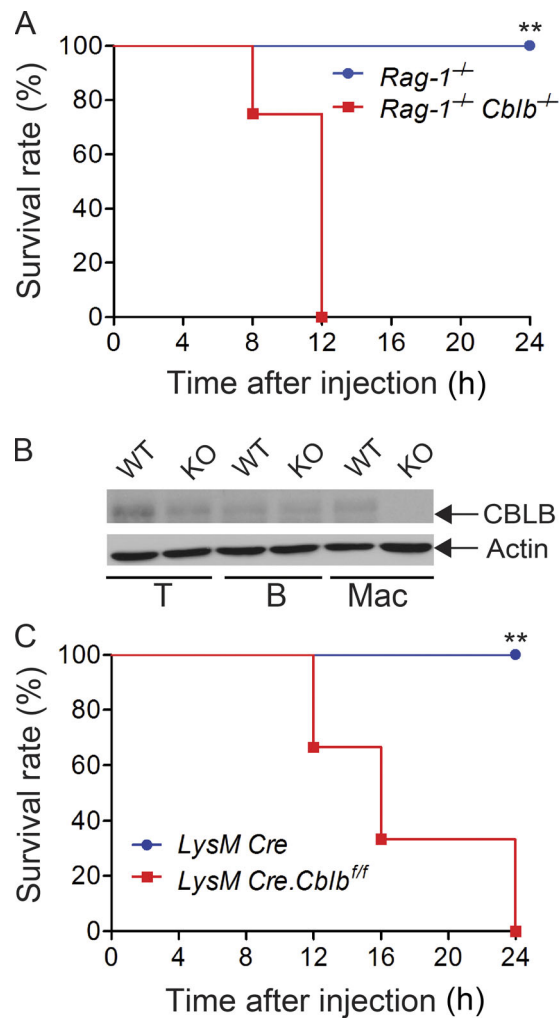 A
Survival rate (%)
100
80
60
40
20
0
**
Rag-1⁻/⁻
Rag-1⁻/⁻ Cblb⁻/⁻
0 4 8 12 16 20 24
Time after injection (h)
B
WT KO WT KO WT KO
CBLB
Actin
T B Mac
C
Survival rate (%)
100
80
60
40
20
0
**
LysM Cre
LysM Cre.Cblbf/f
0 4 8 12 16 20 24
Time after injection (h)